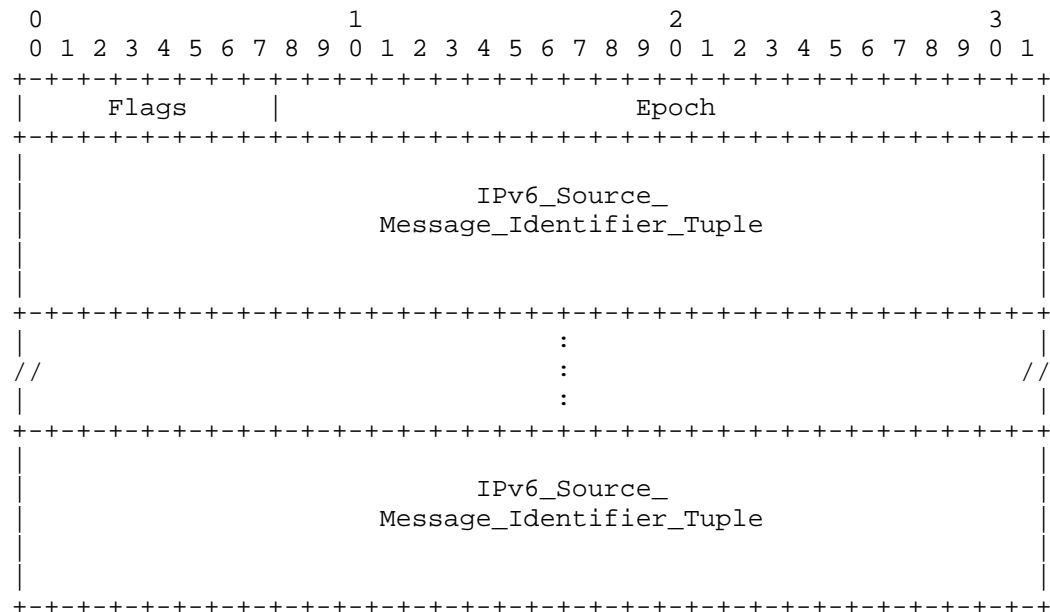 0                   1                   2                   3
 0 1 2 3 4 5 6 7 8 9 0 1 2 3 4 5 6 7 8 9 0 1 2 3 4 5 6 7 8 9 0 1
+-+-+-+-+-+-+-+-+-+-+-+-+-+-+-+-+-+-+-+-+-+-+-+-+-+-+-+-+-+-+-+-+
|     Flags     |                     Epoch                     |
+-+-+-+-+-+-+-+-+-+-+-+-+-+-+-+-+-+-+-+-+-+-+-+-+-+-+-+-+-+-+-+-+
|                                                               |
|                            IPv6_Source_                       |
|                      Message_Identifier_Tuple                 |
|                                                               |
|                                                               |
+-+-+-+-+-+-+-+-+-+-+-+-+-+-+-+-+-+-+-+-+-+-+-+-+-+-+-+-+-+-+-+-+
|                                 :                             |
//                                :                            //
|                                 :                             |
+-+-+-+-+-+-+-+-+-+-+-+-+-+-+-+-+-+-+-+-+-+-+-+-+-+-+-+-+-+-+-+-+
|                                                               |
|                            IPv6_Source_                       |
|                      Message_Identifier_Tuple                 |
|                                                               |
|                                                               |
+-+-+-+-+-+-+-+-+-+-+-+-+-+-+-+-+-+-+-+-+-+-+-+-+-+-+-+-+-+-+-+-+